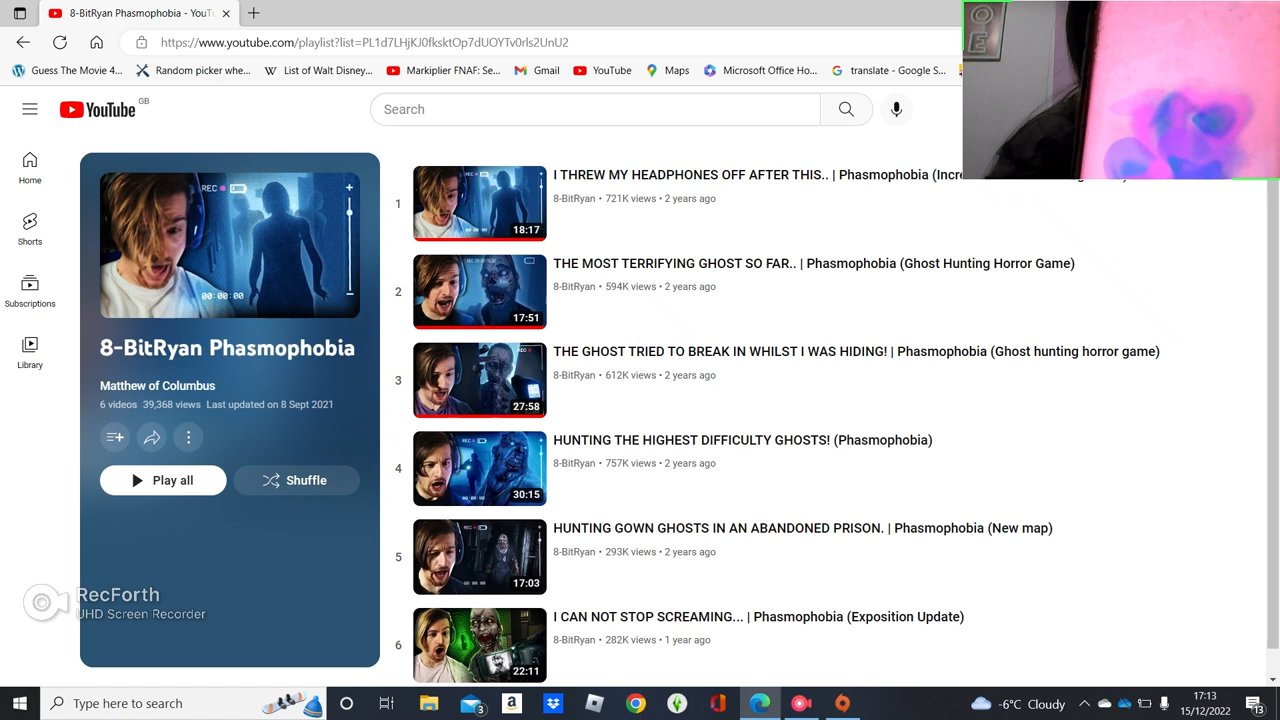 8-BitRyan Phasmophobia - YouT
https://www.youtube.com/playlist?list=PL1d7LHjKJ0fksktOp7dUOYTv0rls2UnU2
Guess The Movie 4... Random picker whe... List of Walt Disney... Markiplier FNAF: Se... Gmail YouTube Maps Microsoft Office Ho... translate - Google S...
OE
YouTube GB
Search
Home
Shorts
Subscriptions
Library
REC
00:00:00
8-BitRyan Phasmophobia
Matthew of Columbus
6 videos 39,368 views Last updated on 8 Sept 2021
Play all Shuffle
1
18:17
I THREW MY HEADPHONES OFF AFTER THIS.. | Phasmophobia (Incre
8-BitRyan • 721K views • 2 years ago
2
17:51
THE MOST TERRIFYING GHOST SO FAR.. | Phasmophobia (Ghost Hunting Horror Game)
8-BitRyan • 594K views • 2 years ago
3
27:58
THE GHOST TRIED TO BREAK IN WHILST I WAS HIDING! | Phasmophobia (Ghost hunting horror game)
8-BitRyan • 612K views • 2 years ago
4
30:15
HUNTING THE HIGHEST DIFFICULTY GHOSTS! (Phasmophobia)
8-BitRyan • 757K views • 2 years ago
5
17:03
HUNTING GOWN GHOSTS IN AN ABANDONED PRISON. | Phasmophobia (New map)
8-BitRyan • 293K views • 2 years ago
6
22:11
I CAN NOT STOP SCREAMING... | Phasmophobia (Exposition Update)
8-BitRyan • 282K views • 1 year ago
RecForth
UHD Screen Recorder
Type here to search
3
-6°C Cloudy
17:13
15/12/2022
13